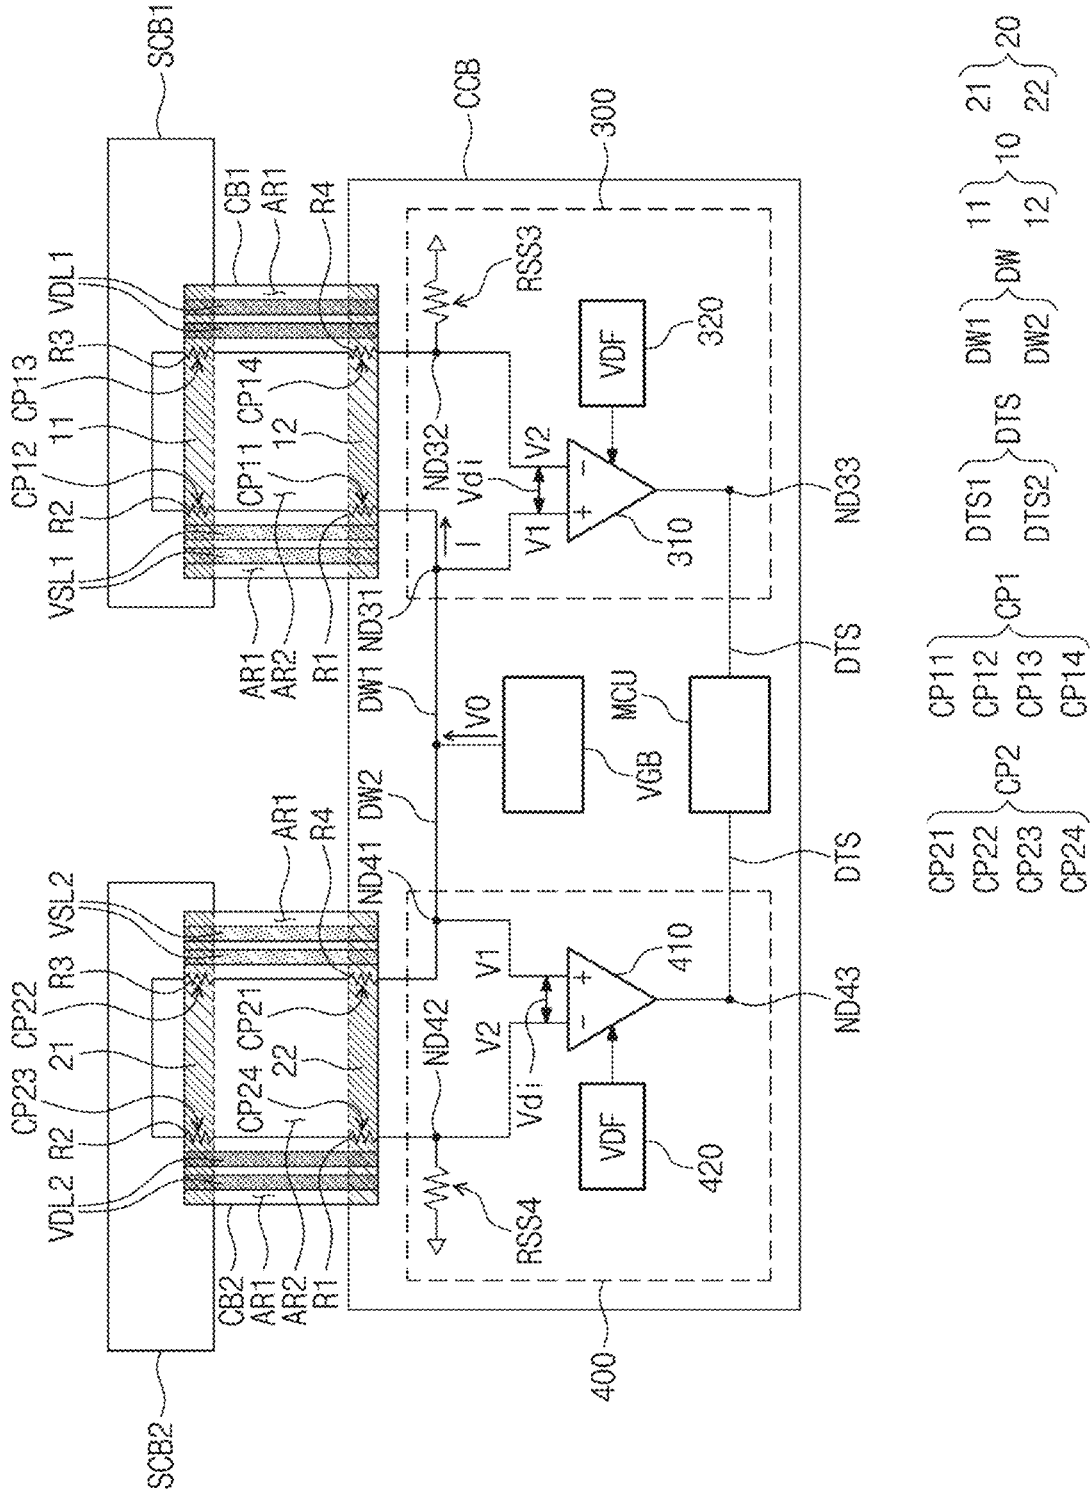 CP23
CP22
CP12
CP13
VDL2
R2
21
R3
VSL2
VSL1
R2
11
R3
VDL1
SCB2
SCB1
CB2
CP24
CP21
CP11
CP14
CB1
AR1
22
AR1
AR1
12
AR1
AR2
AR2
R1
R4
R1
R4
ND41
DW2
DW1
ND31
ND42
ND32
CCB
I
Vdi
V0
V2
V1
V1
V2
RSS4
RSS3
Vdi
−
+
+
−
400
300
VDF
VDF
MCU
VGB
420
410
310
320
ND43
DTS
DTS
ND33
CP21
CP22
CP23
CP24
CP2
CP11
CP12
CP13
CP14
CP1
DTS1
DTS2
DTS
DW1
DW2
DW
11
12
10
21
22
20